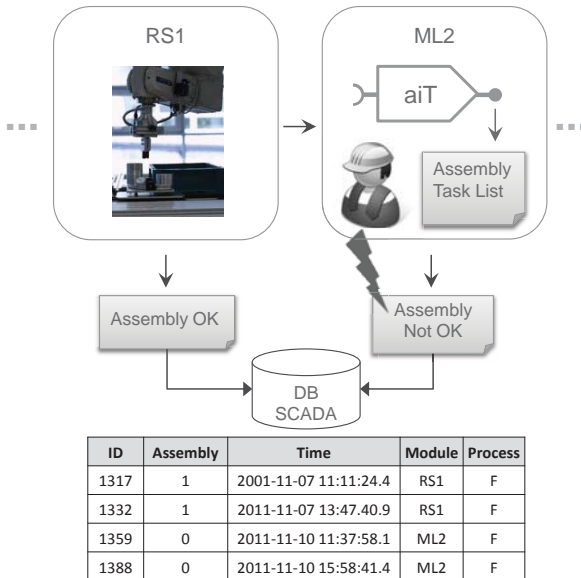 RS1
ML2
aiT
Assembly
Task List
Assembly OK
Assembly
Not OK
DB
SCADA
ID Assembly Time Module Process
1317 1 2001-11-07 11:11:24.4 RS1 F
1332 1 2011-11-07 13:47.40.9 RS1 F
1359 0 2011-11-10 11:37:58.1 ML2 F
1388 0 2011-11-10 15:58:41.4 ML2 F